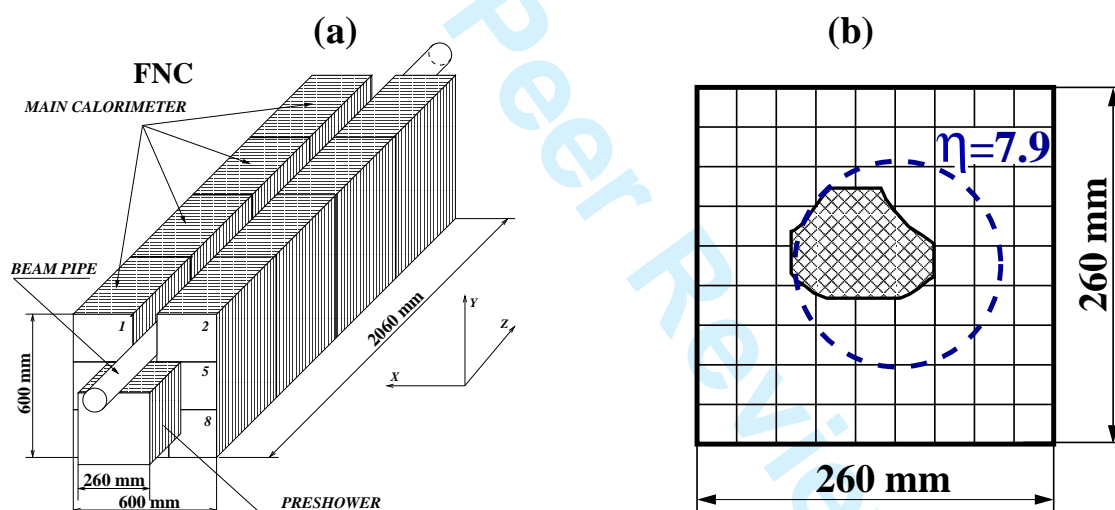 (a)
FNC
MAIN CALORIMETER
BEAM PIPE
1
2
5
8
600 mm
260 mm
600 mm
PRESHOWER
2060 mm
Y
Z
X
(b)
η=7.9
260 mm
260 mm
Peer Review